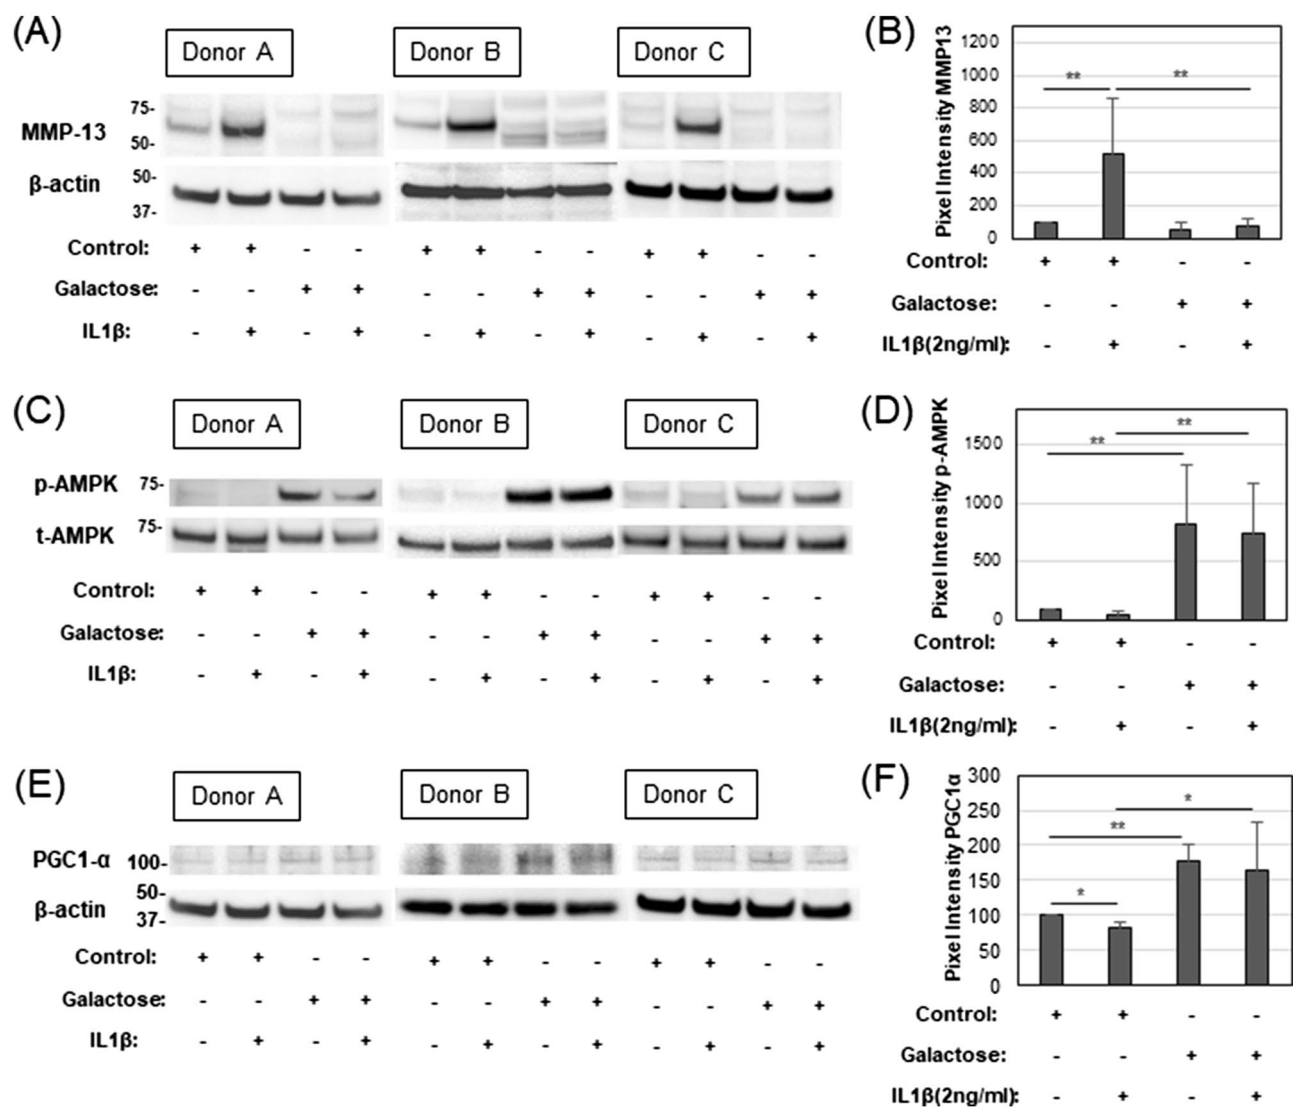 (A)
Donor A Donor B Donor C
MMP-13 75-
50-
β-actin 50-
37-
Control: + + - - + + - - + + - -
Galactose: - - + + - - + + - - + +
IL1β: - + - + - + - + - + - +
(B)
Pixel Intensity MMP13
1200
1000
800
600
400
200
0
** **
Control: + + - -
Galactose: - - + +
IL1β(2ng/ml): - + - +
(C)
Donor A Donor B Donor C
p-AMPK 75-
t-AMPK 75-
Control: + + - - + + - - + + - -
Galactose: - - + + - - + + - - + +
IL1β: - + - + - + - + - + - +
(D)
Pixel Intensity p-AMPK
1500
1000
500
0
** **
Control: + + - -
Galactose: - - + +
IL1β(2ng/ml): - + - +
(E)
Donor A Donor B Donor C
PGC1-α 100-
β-actin 50-
37-
Control: + + - - + + - - + + - -
Galactose: - - + + - - + + - - + +
IL1β: - + - + - + - + - + - +
(F)
Pixel Intensity PGC1α
300
250
200
150
100
50
0
*
**
*
Control: + + - -
Galactose: - - + +
IL1β(2ng/ml): - + - +